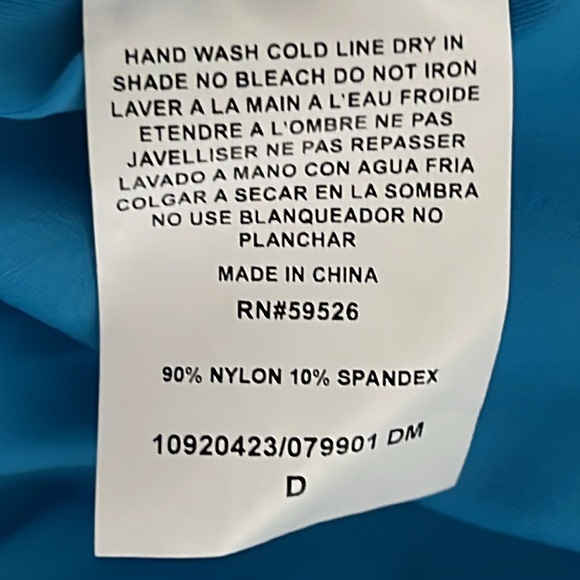 HAND WASH COLD LINE DRY IN
SHADE NO BLEACH DO NOT IRON
LAVER A LA MAIN A L'EAU FROIDE
ETENDRE A L'OMBRE NE PAS
JAVELLISER NE PAS REPASSER
LAVADO A MANO CON AGUA FRIA
COLGAR A SECAR EN LA SOMBRA
NO USE BLANQUEADOR NO
PLANCHAR
MADE IN CHINA
RN#59526
90% NYLON 10% SPANDEX
10920423/079901 DM
D